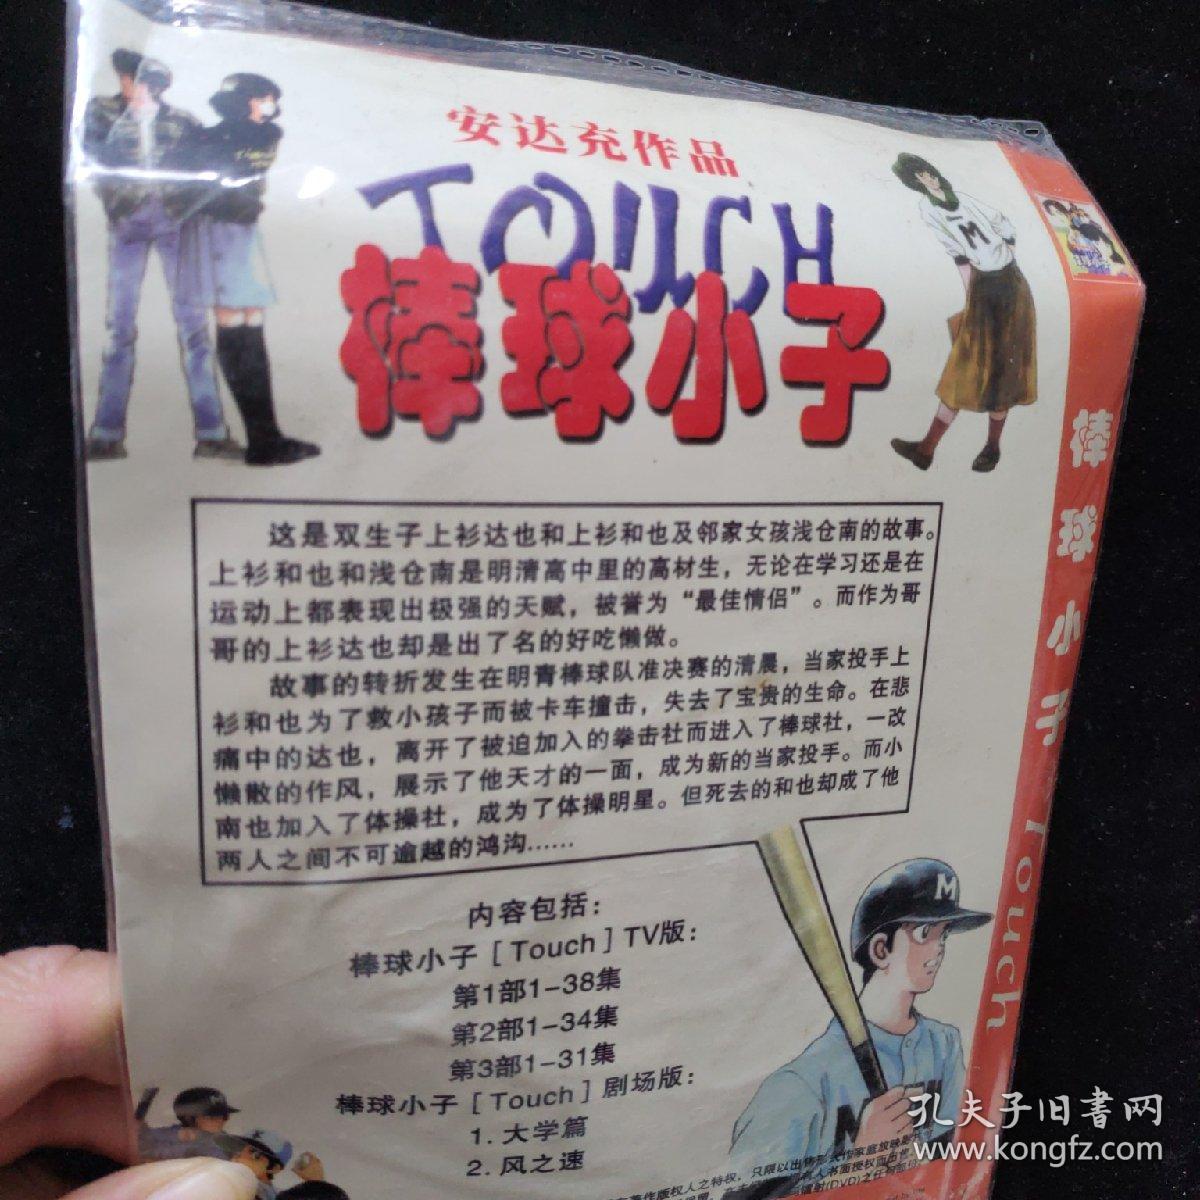 安达充作品
TOUCH
棒球小子
这是双生子上衫达也和上衫和也及邻家女孩浅仓南的故事。
上衫和也和浅仓南是明清高中里的高材生，无论在学习还是在
运动上都表现出极强的天赋，被誉为“最佳情侣”。而作为哥
哥的上衫达也却是出了名的好吃懒做。
故事的转折发生在明青棒球队准决赛的清晨，当家投手上
衫和也为了救小孩子而被卡车撞击，失去了宝贵的生命。在悲
痛中的达也，离开了被迫加入的拳击社而进入了棒球社，一改
懒散的作风，展示了他天才的一面，成为新的当家投手。而小
南也加入了体操社，成为了体操明星。但死去的和也却成了他
两人之间不可逾越的鸿沟……
内容包括：
棒球小子［Touch］TV版：
第1部1-38集
第2部1-34集
第3部1-31集
棒球小子［Touch］剧场版：
1. 大学篇
2. 风之速
棒球小子 Touch
M
M
M
孔夫子旧书网
www.kongfz.com